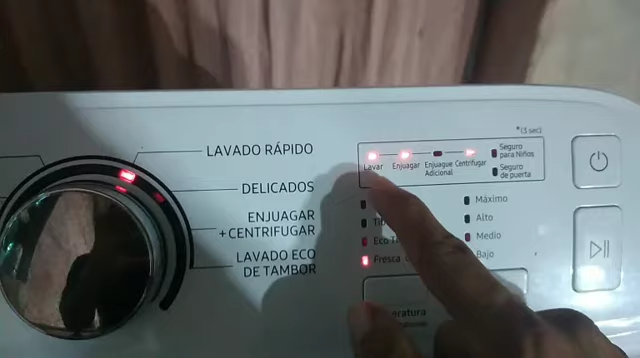 *(3 sec)
LAVADO RÁPIDO
Lavar
Enjuagar
Enjuague
Adicional
Centrifugar
Seguro
para Niños
Seguro
de puerta
DELICADOS
ENJUAGAR
+CENTRIFUGAR
LAVADO ECO
DE TAMBOR
Eco
Fresca
Máximo
Alto
Medio
Bajo